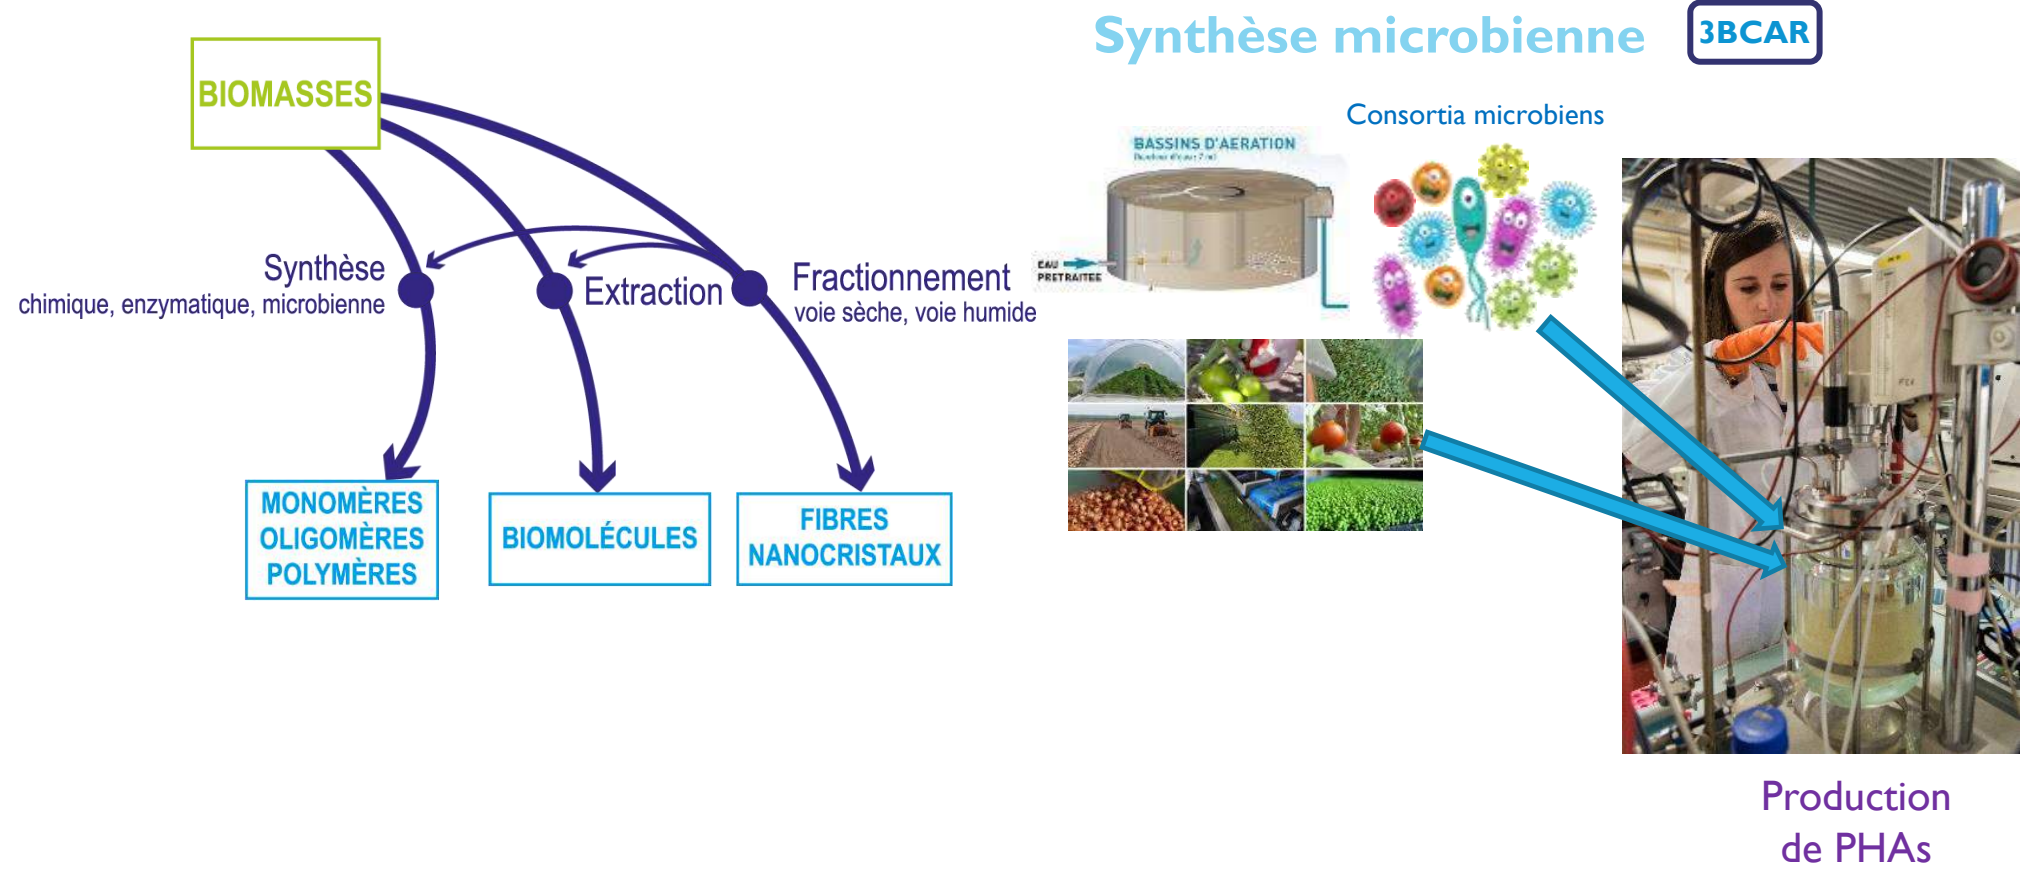 BIOMASSES
Synthèse
chimique, enzymatique, microbienne
Extraction
Fractionnement
voie sèche, voie humide
MONOMÈRES
OLIGOMÈRES
POLYMÈRES
BIOMOLÉCULES
FIBRES
NANOCRISTAUX
Synthèse microbienne
3BCAR
Consortia microbiens
BASSINS D'AERATION
EAU
PRETRAITEE
Production
de PHAs